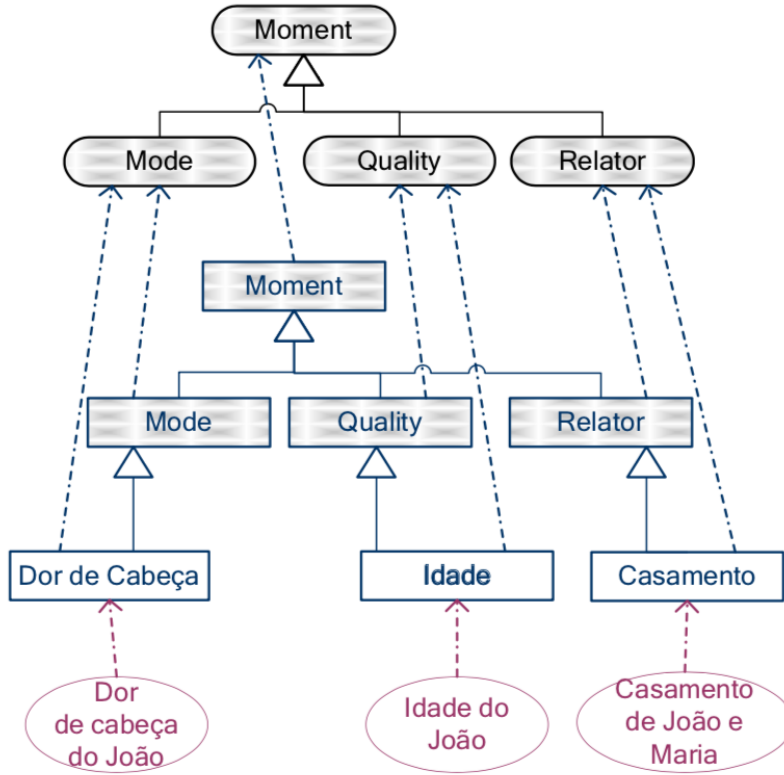 Moment
Mode
Quality
Relator
Moment
Mode
Quality
Relator
Dor de Cabeça
Idade
Casamento
Dor
de cabeça
do João
Idade do
João
Casamento
de João e
Maria